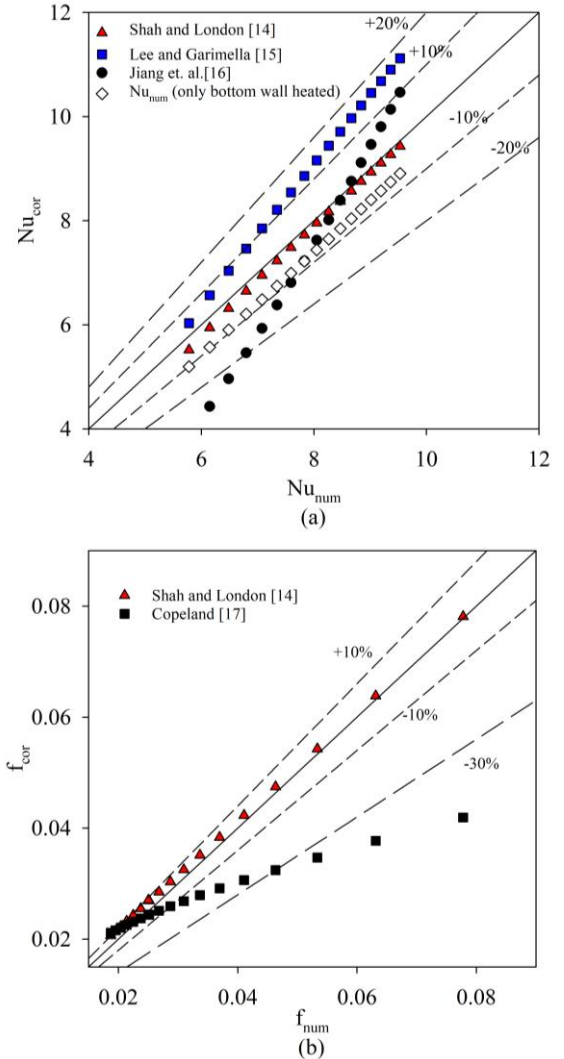 12
+20%
Shah and London [14]
Lee and Garimella [15]
+10%
Jiang et. al.[16]
Nu_num (only bottom wall heated)
10
-10%
-20%
Nu_cor
8
6
4
4 6 8 10 12
Nu_num
(a)
Shah and London [14]
0.08
Copeland [17]
+10%
0.06
-10%
f_cor
-30%
0.04
0.02
0.02 0.04 0.06 0.08
f_num
(b)